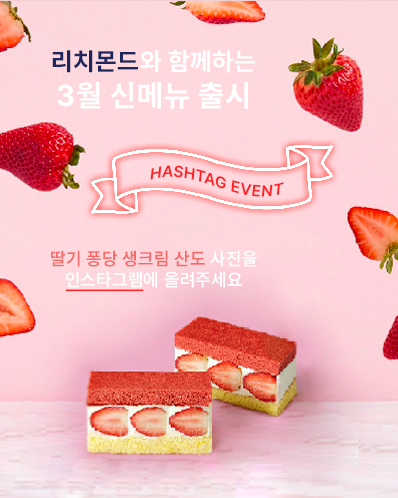 리치몬드와 함께하는
3월 신메뉴 출시
HASHTAG EVENT
딸기 퐁당 생크림 산도 사진을
인스타그램에 올려주세요